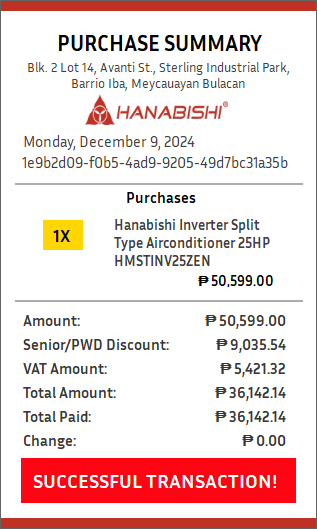 PURCHASE SUMMARY
Blk. 2 Lot 14, Avanti St., Sterling Industrial Park,
Barrio Iba, Meycauayan Bulacan
HANABISHI®
Monday, December 9, 2024
1e9b2d09-f0b5-4ad9-9205-49d7bc31a35b
Purchases
1X
Hanabishi Inverter Split
Type Airconditioner 25HP
HMSTINV25ZEN
₱ 50,599.00
Amount: ₱ 50,599.00
Senior/PWD Discount: ₱ 9,035.54
VAT Amount: ₱ 5,421.32
Total Amount: ₱ 36,142.14
Total Paid: ₱ 36,142.14
Change: ₱ 0.00
SUCCESSFUL TRANSACTION!